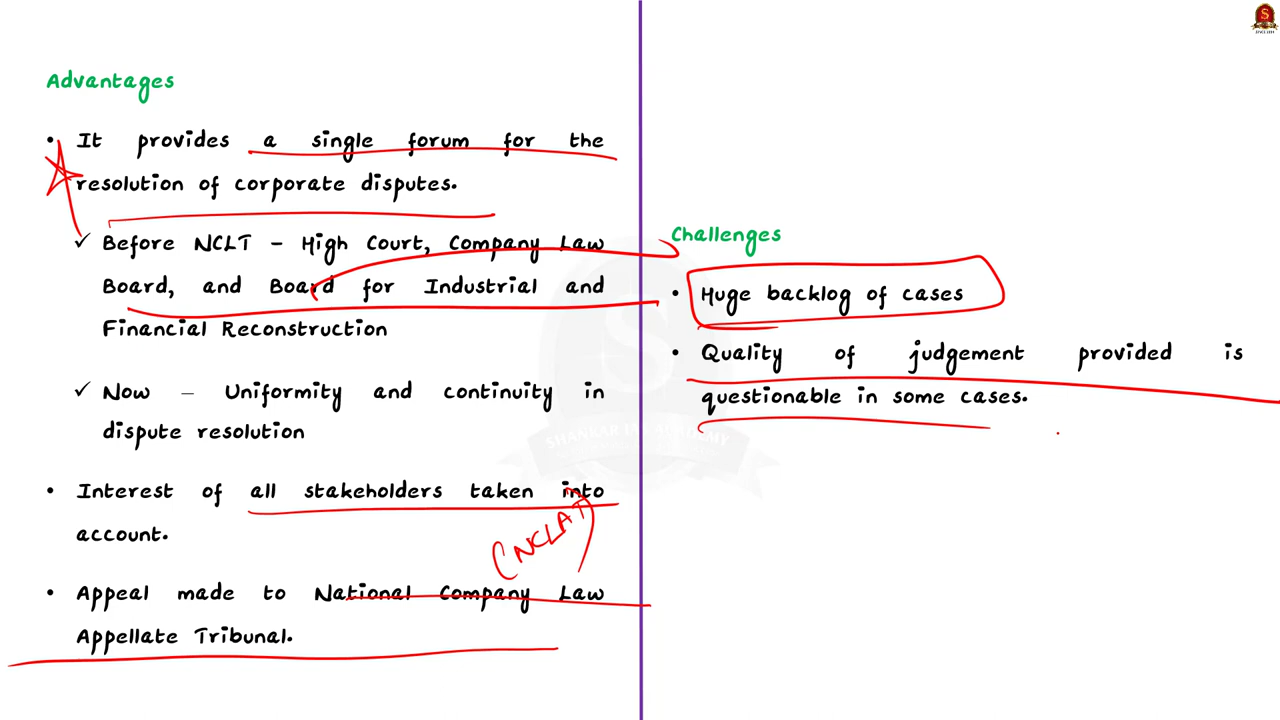 Advantages
• It provides a single forum for the
resolution of corporate disputes.
✓ Before NCLT - High Court, Company Law
Board, and Board for Industrial and
Financial Reconstruction
✓ Now – Uniformity and continuity in
dispute resolution
• Interest of all stakeholders taken into
account.
(NCLAT)
• Appeal made to National Company Law
Appellate Tribunal.
Challenges
• Huge backlog of cases
• Quality of judgement provided is
questionable in some cases.
SHANKAR IAS ACADEMY